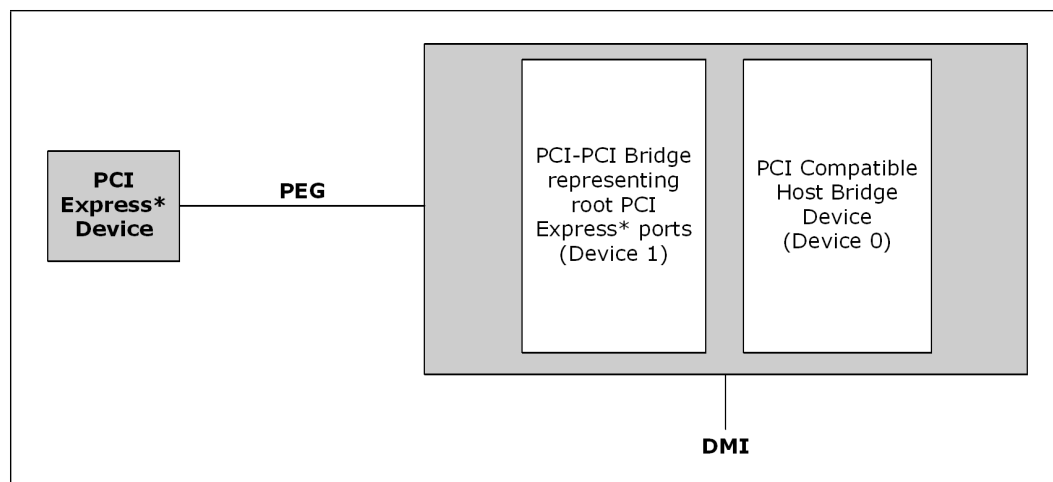 PCI
Express*
Device
PEG
PCI-PCI Bridge
representing
root PCI
Express* ports
(Device 1)
PCI Compatible
Host Bridge
Device
(Device 0)
DMI